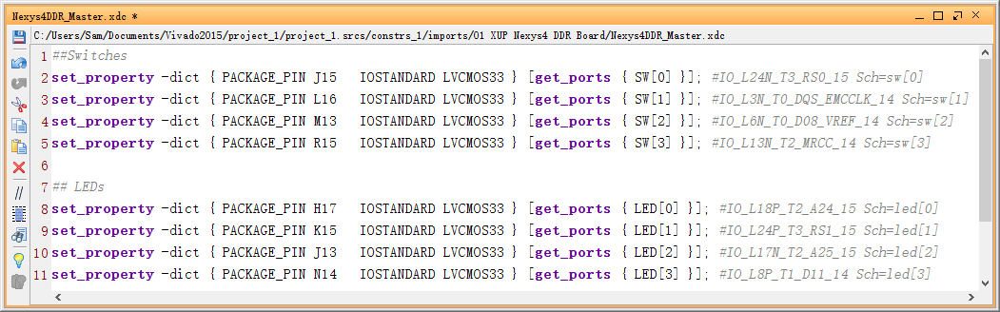 Nexys4DDR_Master.xdc *
C:/Users/Sam/Documents/Vivado2015/project_1/project_1.srcs/constrs_1/imports/01 XUP Nexys4 DDR Board/Nexys4DDR_Master.xdc
1 ##Switches
2 set_property -dict { PACKAGE_PIN J15   IOSTANDARD LVCMOS33 } [get_ports { SW[0] }]; #IO_L24N_T3_RS0_15 Sch=sw[0]
3 set_property -dict { PACKAGE_PIN L16   IOSTANDARD LVCMOS33 } [get_ports { SW[1] }]; #IO_L3N_T0_DQS_EMCCLK_14 Sch=sw[1]
4 set_property -dict { PACKAGE_PIN M13   IOSTANDARD LVCMOS33 } [get_ports { SW[2] }]; #IO_L6N_T0_D08_VREF_14 Sch=sw[2]
5 set_property -dict { PACKAGE_PIN R15   IOSTANDARD LVCMOS33 } [get_ports { SW[3] }]; #IO_L13N_T2_MRCC_14 Sch=sw[3]
6
7 ## LEDs
8 set_property -dict { PACKAGE_PIN H17   IOSTANDARD LVCMOS33 } [get_ports { LED[0] }]; #IO_L18P_T2_A24_15 Sch=led[0]
9 set_property -dict { PACKAGE_PIN K15   IOSTANDARD LVCMOS33 } [get_ports { LED[1] }]; #IO_L24P_T3_RS1_15 Sch=led[1]
10 set_property -dict { PACKAGE_PIN J13   IOSTANDARD LVCMOS33 } [get_ports { LED[2] }]; #IO_L17N_T2_A25_15 Sch=led[2]
11 set_property -dict { PACKAGE_PIN N14   IOSTANDARD LVCMOS33 } [get_ports { LED[3] }]; #IO_L8P_T1_D11_14 Sch=led[3]